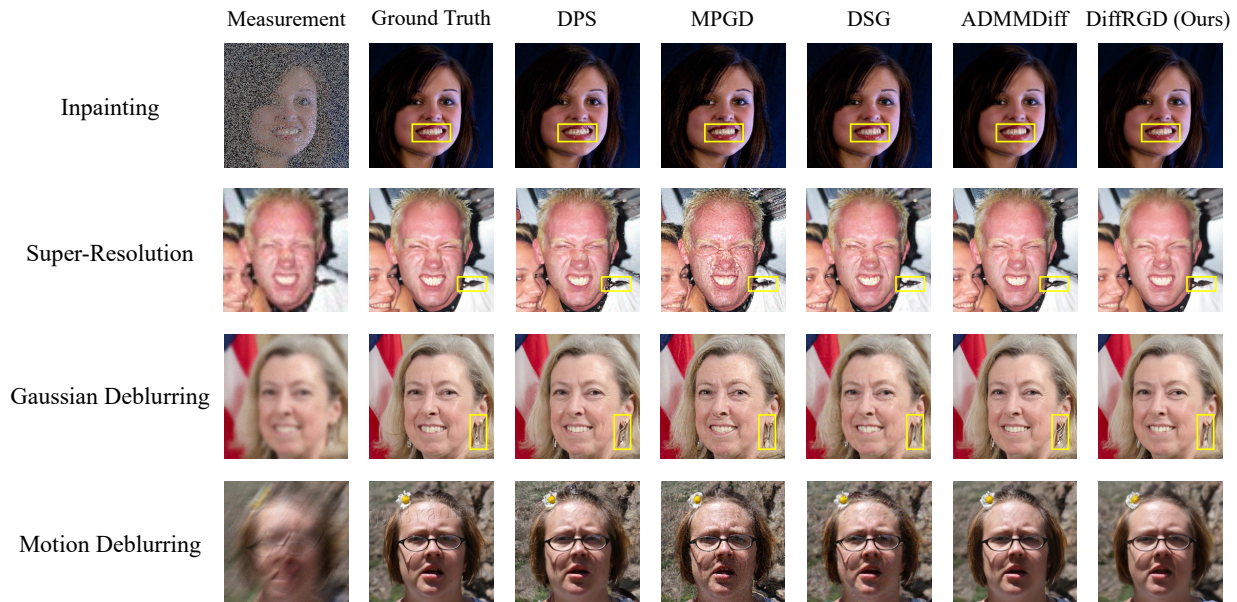 Measurement Ground Truth DPS MPGD DSG ADMMDiff DiffRGD (Ours)
Inpainting
Super-Resolution
Gaussian Deblurring
Motion Deblurring